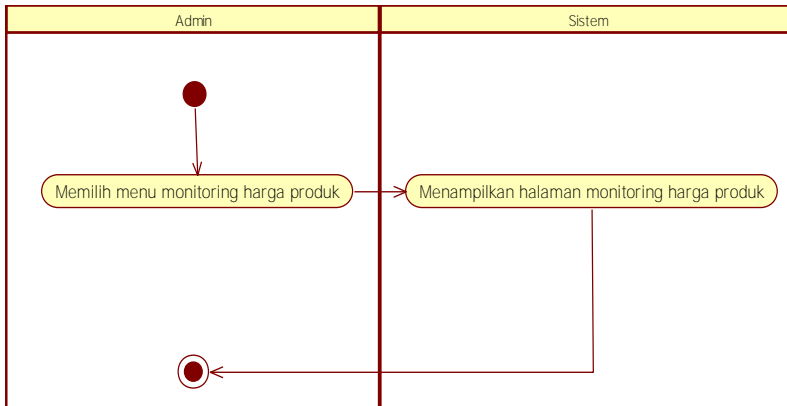 Admin
Sistem
Memilih menu monitoring harga produk
Menampilkan halaman monitoring harga produk